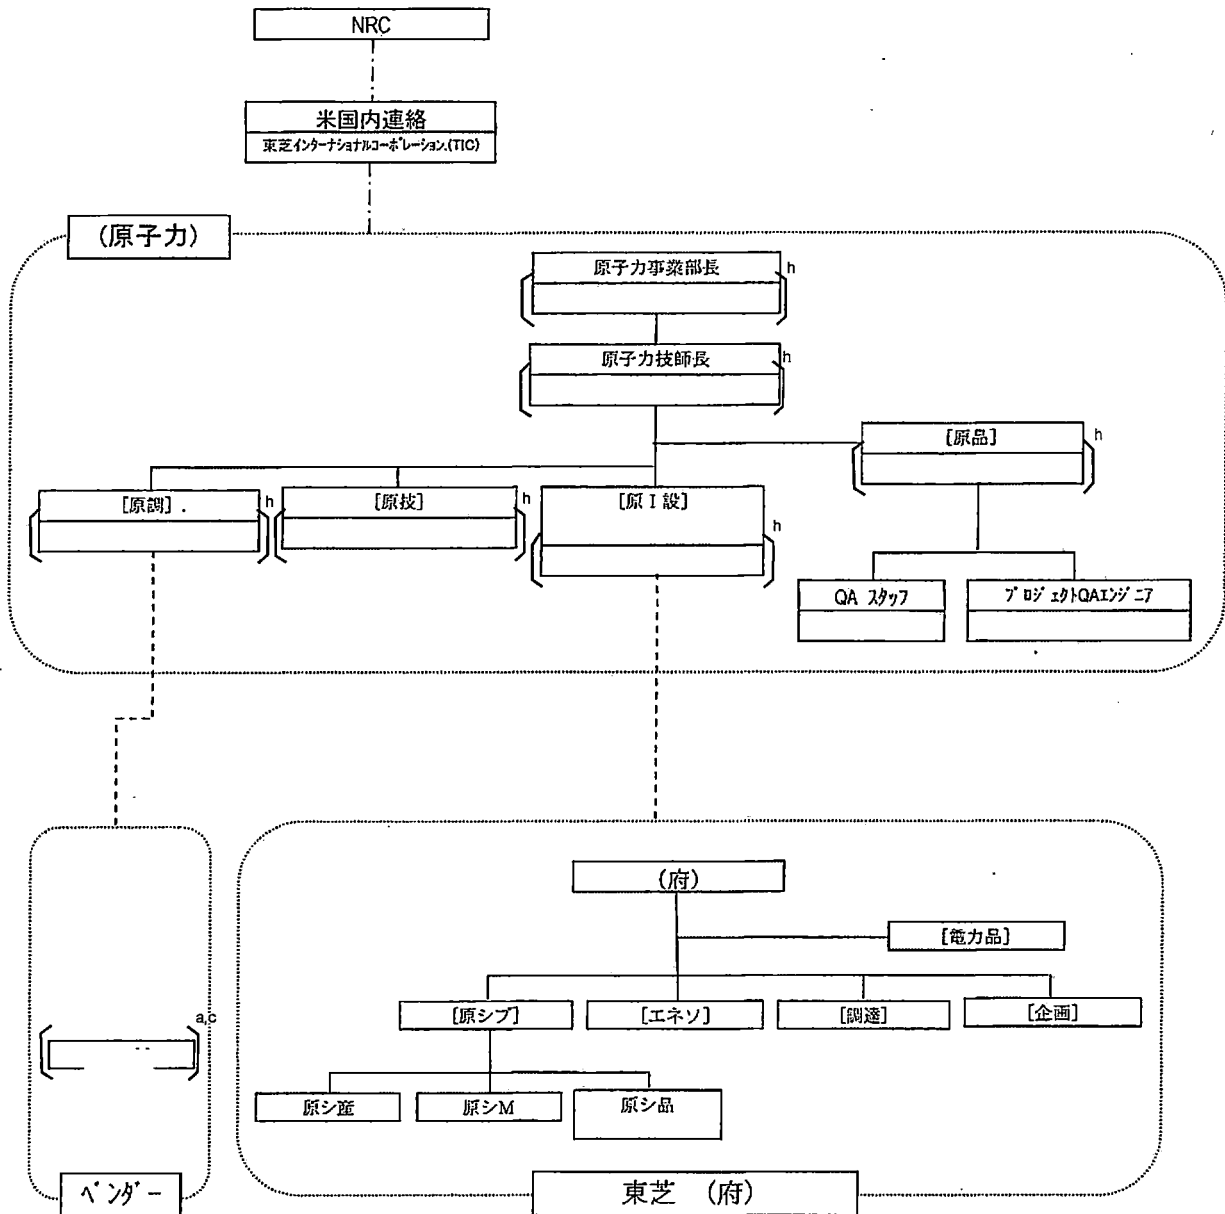 NRC
米国内連絡
東芝インターナショナルコーポレーション.(TIC)
(原子力)
原子力事業部長
h
原子力技師長
h
[原品]
h
[原調]
h
[原技]
h
[原I設]
h
QA スタッフ
プロジェクトQAエンジニア
(府)
[電力品]
[原シブ]
[エネソ]
[調達]
[企画]
a,c
原シ産
原シM
原シ品
ベンダー
東芝 (府)